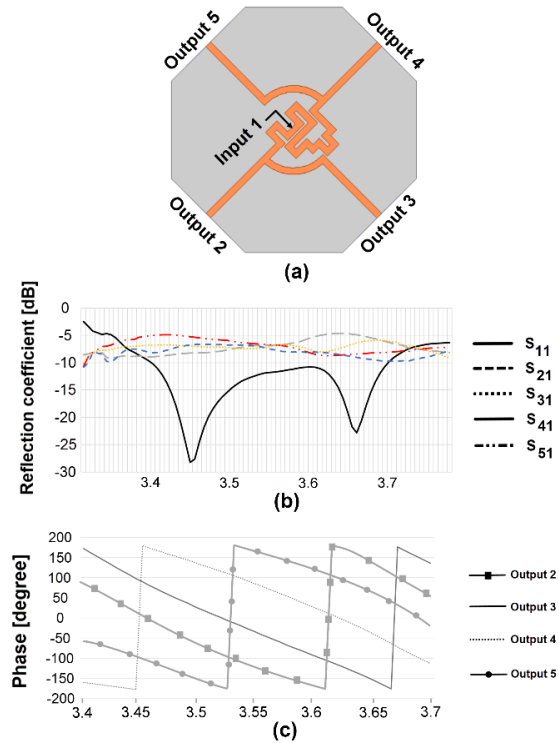 Output 5
Output 4
Input 1
Output 2
Output 3
(a)
Reflection coefficient [dB]
0
-5
-10
-15
-20
-25
-30
3.4
3.5
3.6
3.7
S11
S21
S31
S41
S51
(b)
Phase [degree]
200
150
100
50
0
-50
-100
-150
-200
3.4
3.45
3.5
3.55
3.6
3.65
3.7
Output 2
Output 3
Output 4
Output 5
(c)